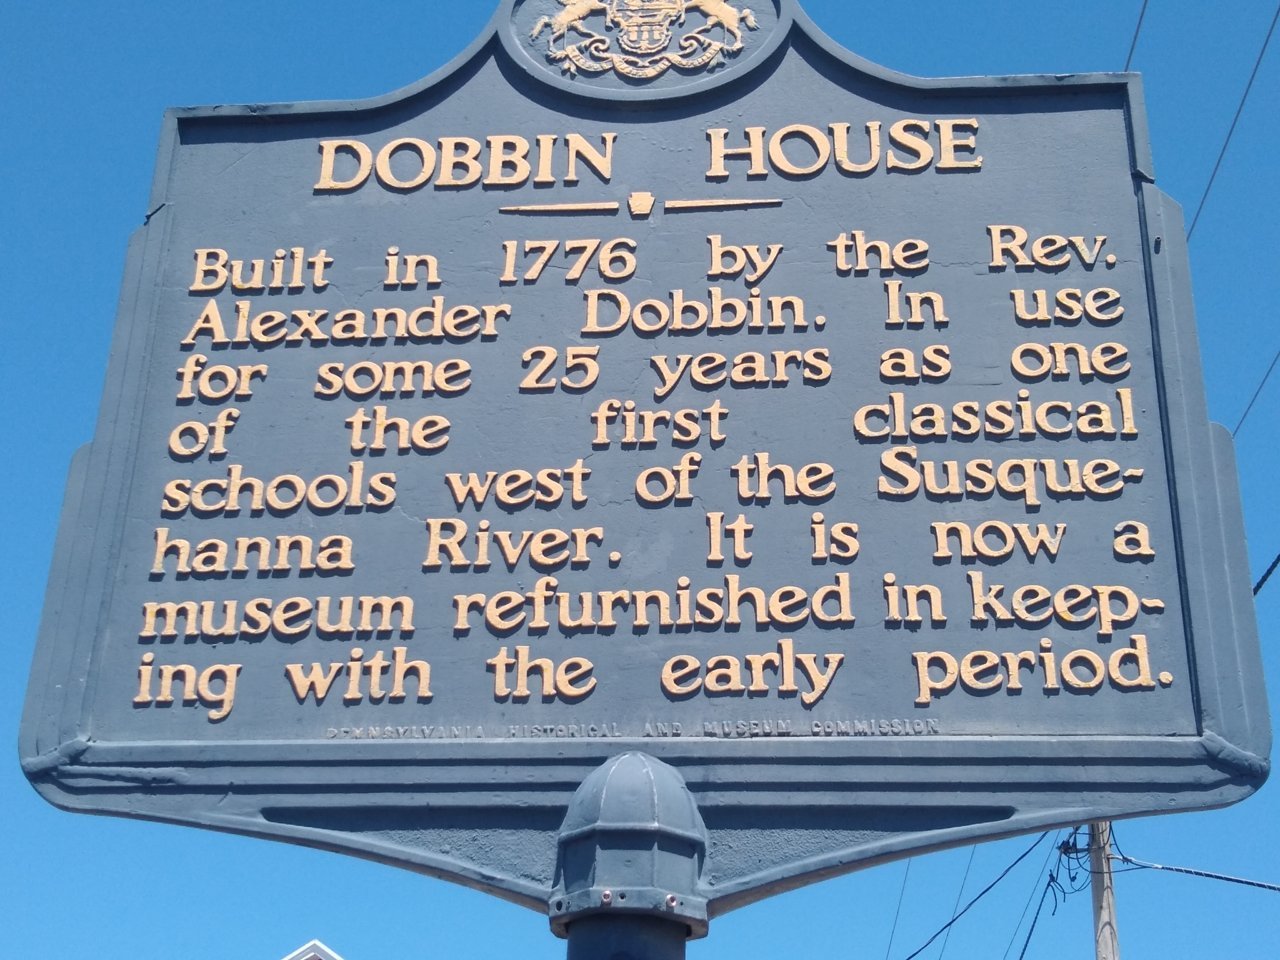 DOBBIN HOUSE
Built in 1776 by the Rev.
Alexander Dobbin. In use
for some 25 years as one
of the first classical
schools west of the Susque-
hanna River. It is now a
museum refurnished in keep-
ing with the early period.
PENNSYLVANIA HISTORICAL AND MUSEUM COMMISSION